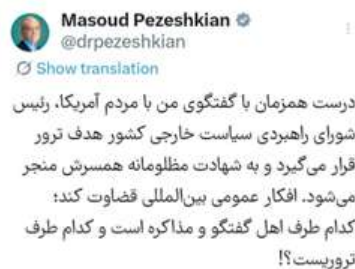 Masoud Pezeshkian
@drpezeshkian
Show translation
درست همزمان با گفتگوی من با مردم آمریکا، رئیس
شورای راهبردی سیاست خارجی کشور هدف ترور
قرار می‌گیرد و به شهادت مظلومانه همسرش منجر
می‌شود. افکار عمومی بین‌المللی قضاوت کند؛
کدام طرف اهل گفتگو و مذاکره است و کدام طرف
تروریست؟!